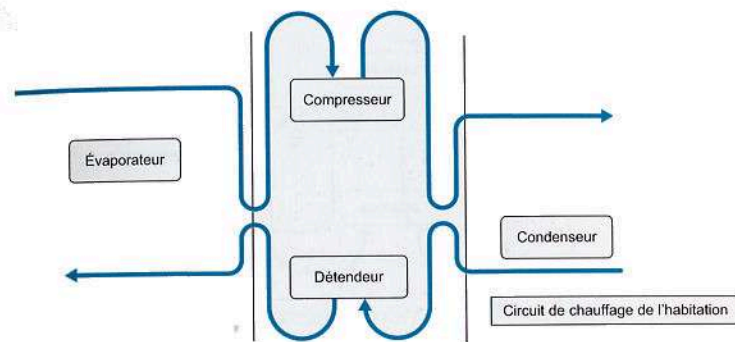 Compresseur
Évaporateur
Condenseur
Détendeur
Circuit de chauffage de l'habitation